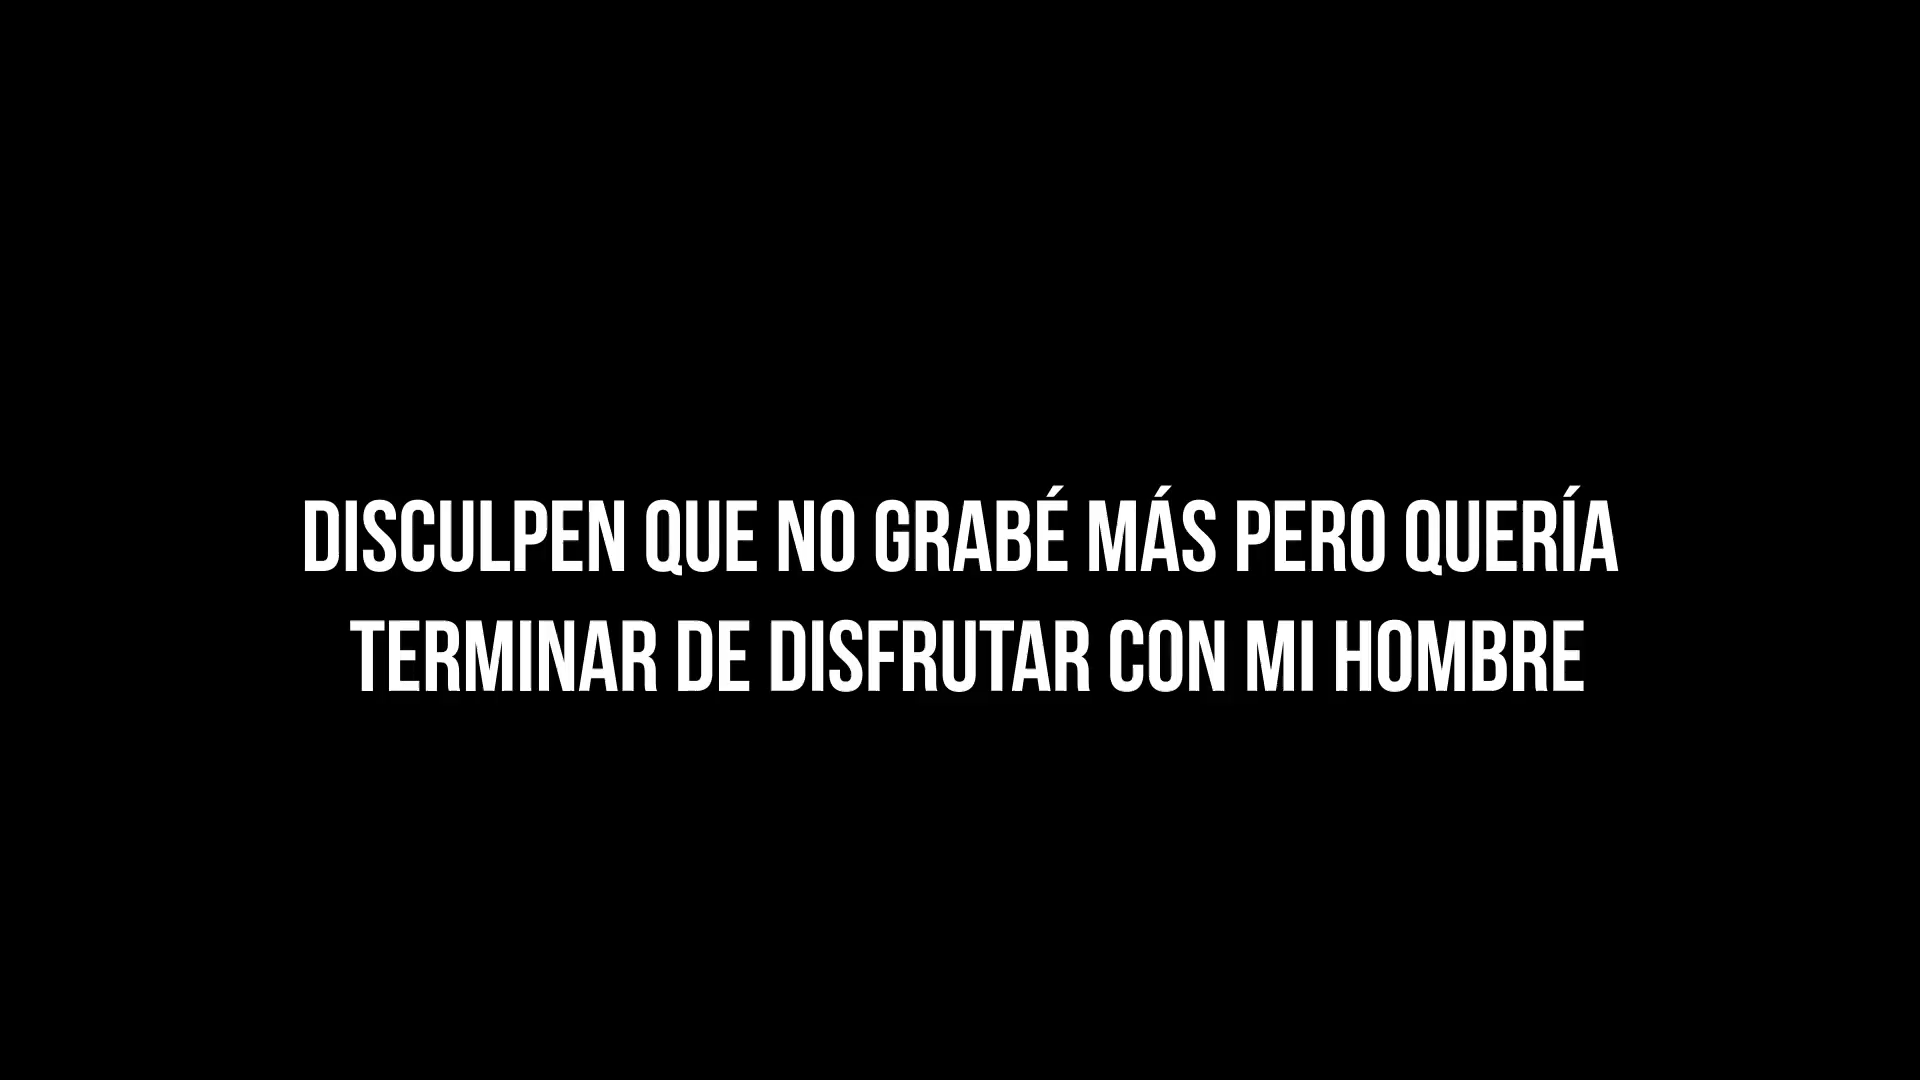 DISCULPEN QUE NO GRABÉ MÁS PERO QUERÍA
TERMINAR DE DISFRUTAR CON MI HOMBRE